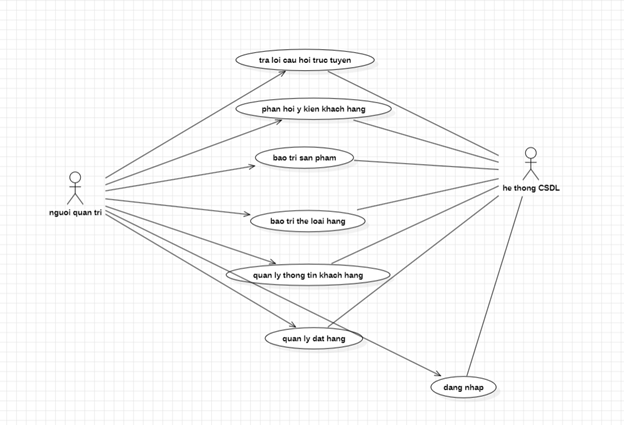 tra loi cau hoi truc tuyen
phan hoi y kien khach hang
bao tri san pham
he thong CSDL
nguoi quan tri
bao tri the loai hang
quan ly thong tin khach hang
quan ly dat hang
dang nhap